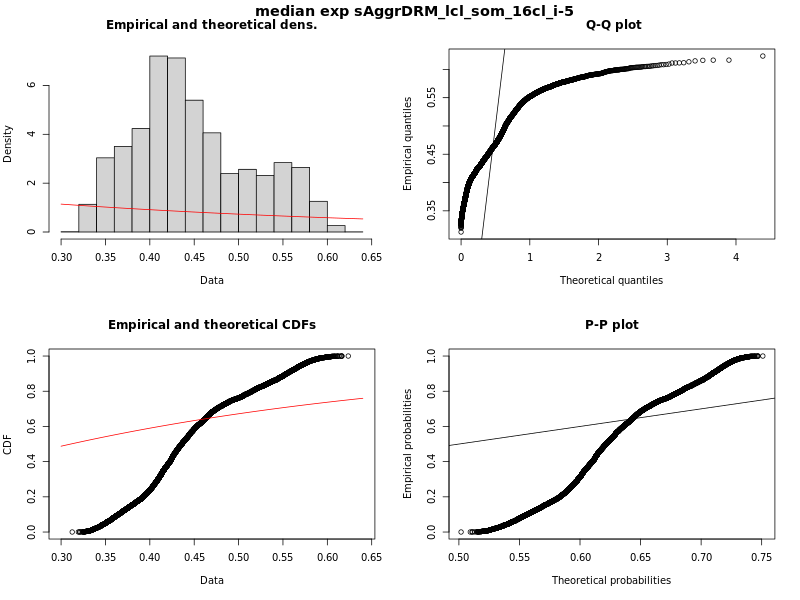 median exp sAggrDRM_lcl_som_16cl_i-5
Empirical and theoretical dens.
Density
0 2 4 6
0.30 0.35 0.40 0.45 0.50 0.55 0.60 0.65
Data
Q-Q plot
Empirical quantiles
0.35 0.45 0.55
0 1 2 3 4
Theoretical quantiles
Empirical and theoretical CDFs
CDF
0.0 0.2 0.4 0.6 0.8 1.0
0.30 0.35 0.40 0.45 0.50 0.55 0.60 0.65
Data
P-P plot
Empirical probabilities
0.0 0.2 0.4 0.6 0.8 1.0
0.50 0.55 0.60 0.65 0.70 0.75
Theoretical probabilities